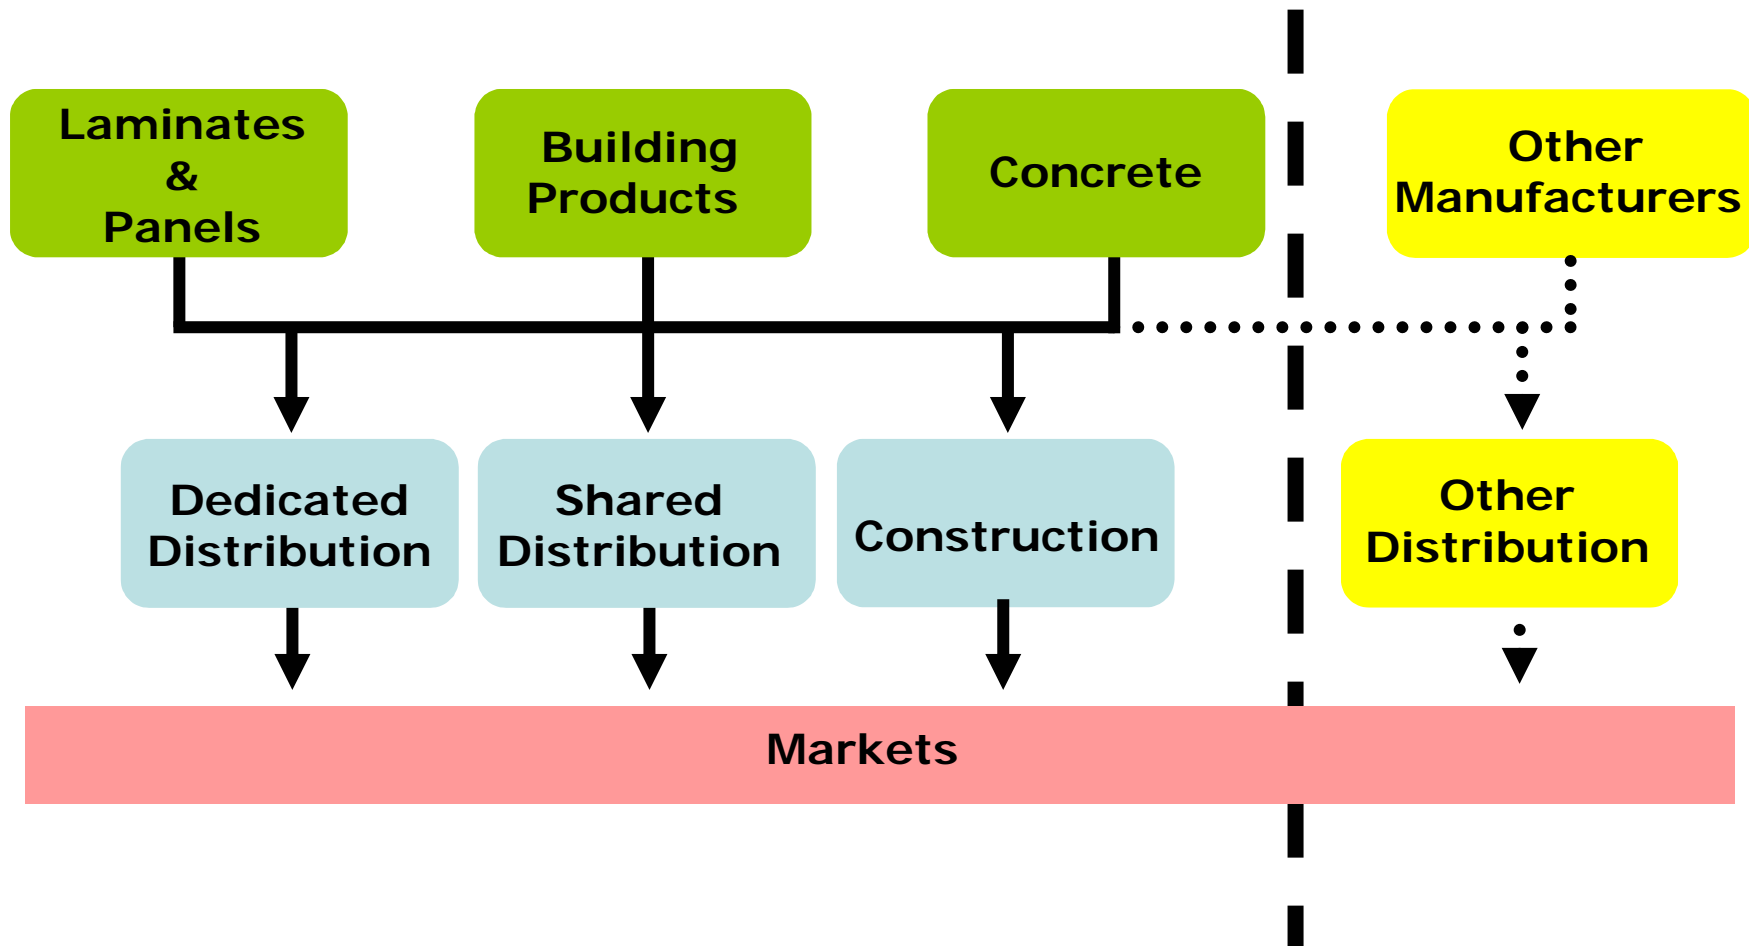 Laminates
&
Panels
Building
Products
Concrete
Other
Manufacturers
Dedicated
Distribution
Shared
Distribution
Construction
Other
Distribution
Markets